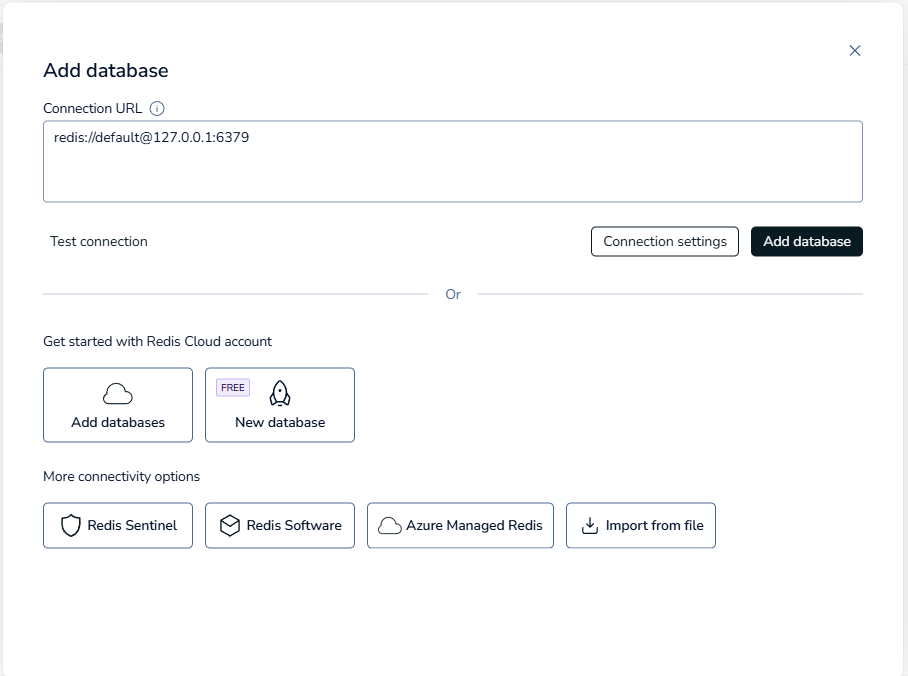 Add database
Connection URL
redis://default@127.0.0.1:6379
Test connection
Connection settings
Add database
Or
Get started with Redis Cloud account
Add databases
FREE
New database
More connectivity options
Redis Sentinel
Redis Software
Azure Managed Redis
Import from file